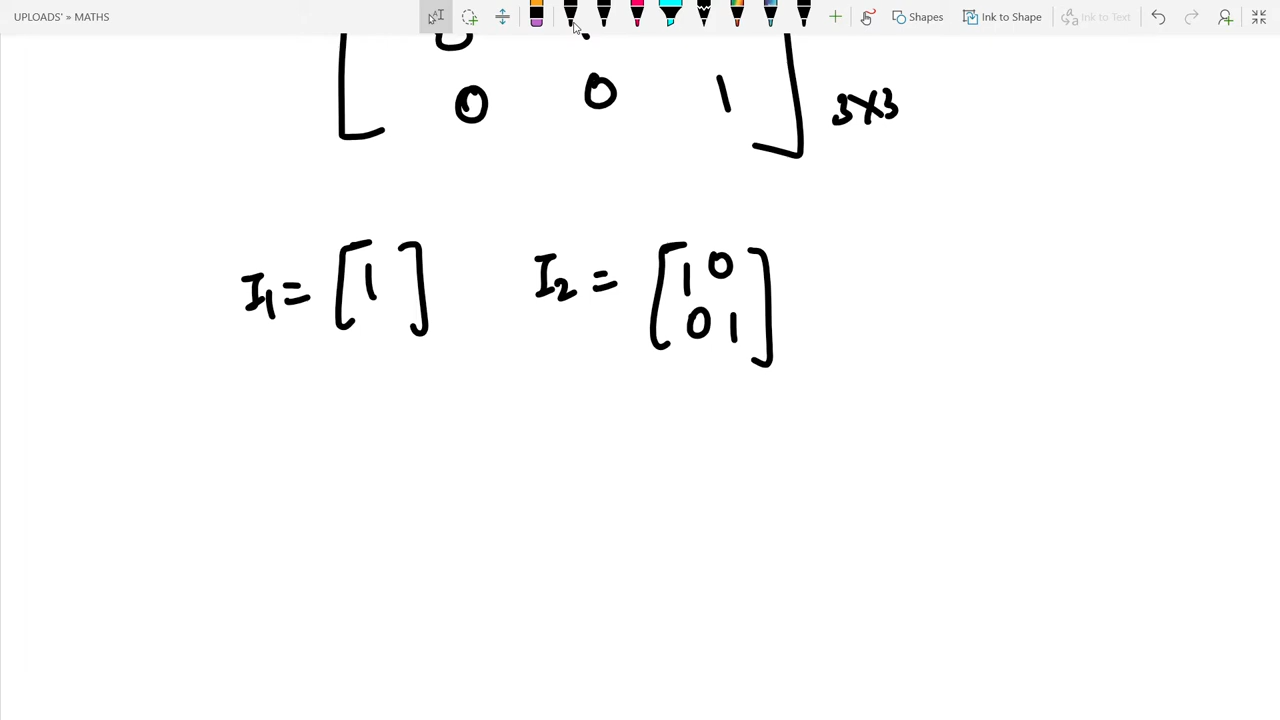 UPLOADS' » MATHS
Shapes
Ink to Shape
Ink to Text
0 0 1
3×3
I₁ = [1] I₂ = [1 0
0 1]